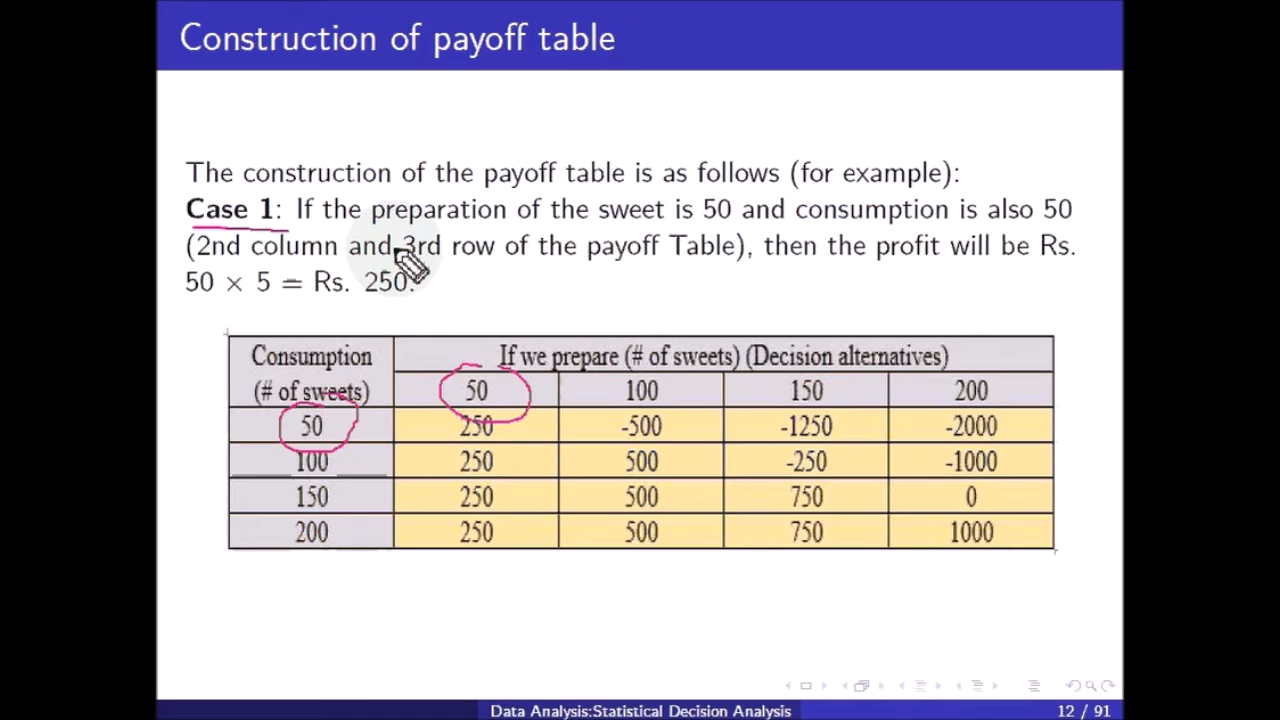 Construction of payoff table
The construction of the payoff table is as follows (for example):
Case 1: If the preparation of the sweet is 50 and consumption is also 50
(2nd column and 3rd row of the payoff Table), then the profit will be Rs.
50 × 5 = Rs. 250.
Consumption If we prepare (# of sweets) (Decision alternatives)
(# of sweets) 50 100 150 200
50 250 -500 -1250 -2000
100 250 500 -250 -1000
150 250 500 750 0
200 250 500 750 1000
Data Analysis:Statistical Decision Analysis 12 / 91